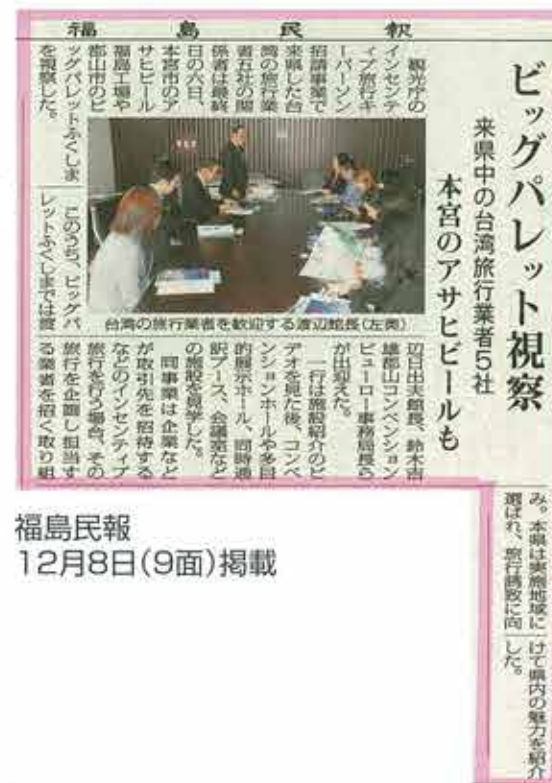 福島民報
ビッグパレット視察
来県中の台湾旅行業者5社
本宮のアサヒビールも
観光庁の
インセンテ
ィブ旅行キ
ーパーソン
招請事業で
来県した台
湾の旅行業
者五社の関
係者は最終
日の六日、
本宮市のア
サヒビール
福島工場や
郡山市のビ
ッグパレットふくしま
を視察した。
このうち、ビッグパ
レットふくしまでは渡
台湾の旅行業者を歓迎する渡辺館長(左奥)
辺日出夫館長、鈴木吉
雄郡山コンベンション
ビューロー事務局長ら
が出迎えた。
一行は施設紹介のビ
デオを見た後、コンベ
ンションホールや多目
的展示ホール、同時通
訳ブース、会議室など
の施設を見学した。
同事業は企業など
が取引先を招待する
などのインセンティブ
旅行を行う場合、その
旅行を企画し担当す
る業者を招く取り組
み。本県は実施地域に
選ばれ、旅行誘致に向
けて県内の魅力を紹介
した。
福島民報
12月8日(9面)掲載